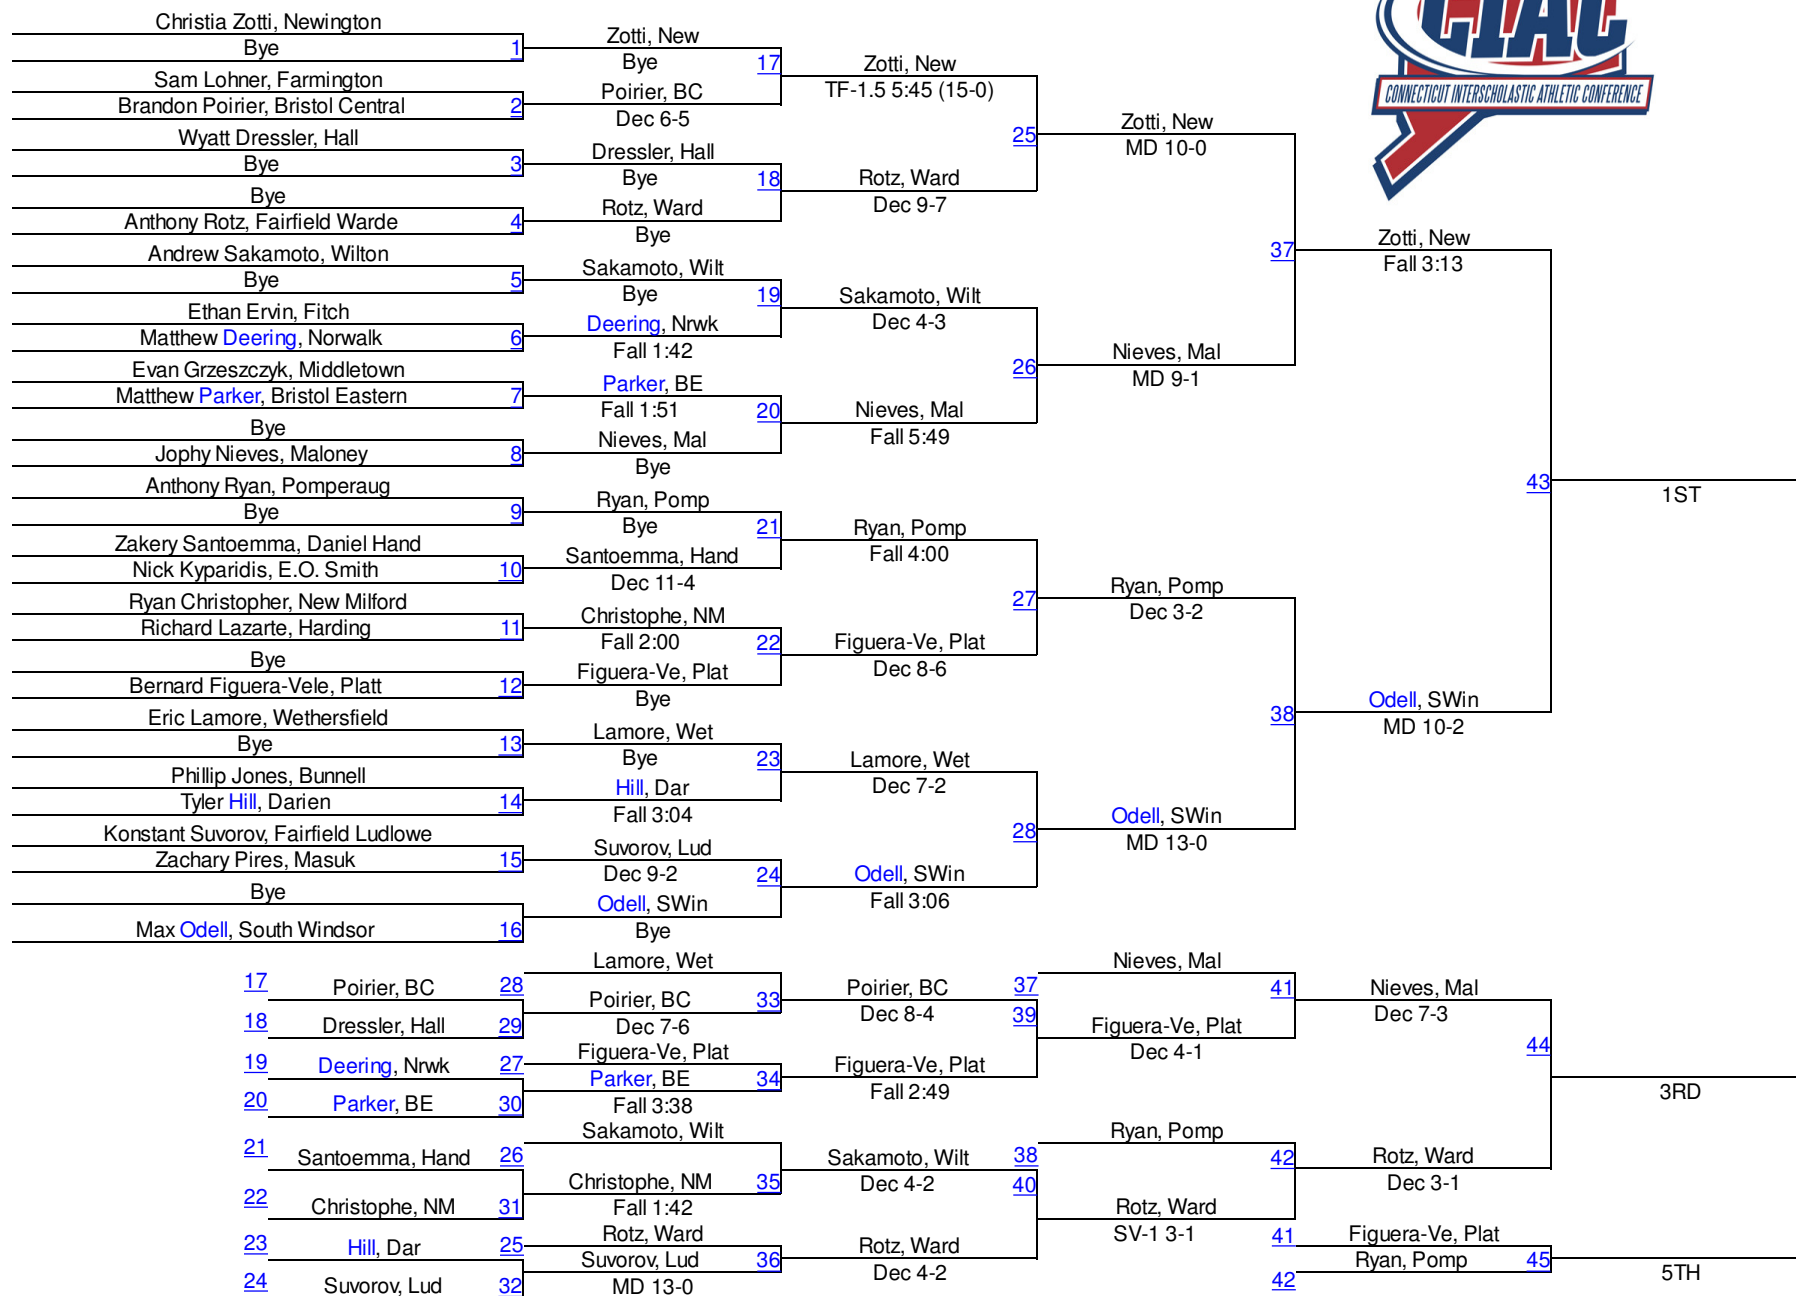 CIAC
CONNECTICUT INTERSCHOLASTIC ATHLETIC CONFERENCE
Christia Zotti, Newington
Bye
1
Sam Lohner, Farmington
Brandon Poirier, Bristol Central
2
Wyatt Dressler, Hall
Bye
3
Bye
Anthony Rotz, Fairfield Warde
4
Andrew Sakamoto, Wilton
Bye
5
Ethan Ervin, Fitch
Matthew Deering, Norwalk
6
Evan Grzeszczyk, Middletown
Matthew Parker, Bristol Eastern
7
Bye
Jophy Nieves, Maloney
8
Anthony Ryan, Pomperaug
Bye
9
Zakery Santoemma, Daniel Hand
Nick Kyparidis, E.O. Smith
10
Ryan Christopher, New Milford
Richard Lazarte, Harding
11
Bye
Bernard Figuera-Vele, Platt
12
Eric Lamore, Wethersfield
Bye
13
Phillip Jones, Bunnell
Tyler Hill, Darien
14
Konstant Suvorov, Fairfield Ludlowe
Zachary Pires, Masuk
15
Bye
Max Odell, South Windsor
16
Zotti, New
Bye
17
Poirier, BC
Dec 6-5
Dressler, Hall
Bye
18
Rotz, Ward
Bye
Sakamoto, Wilt
Bye
19
Deering, Nrwk
Fall 1:42
Parker, BE
Fall 1:51
20
Nieves, Mal
Bye
Ryan, Pomp
Bye
21
Santoemma, Hand
Dec 11-4
Christophe, NM
Fall 2:00
22
Figuera-Ve, Plat
Bye
Lamore, Wet
Bye
23
Hill, Dar
Fall 3:04
Suvorov, Lud
Dec 9-2
24
Odell, SWin
Bye
Zotti, New
TF-1.5 5:45 (15-0)
25
Rotz, Ward
Dec 9-7
Sakamoto, Wilt
Dec 4-3
26
Nieves, Mal
Fall 5:49
Ryan, Pomp
Fall 4:00
27
Figuera-Ve, Plat
Dec 8-6
Lamore, Wet
Dec 7-2
28
Odell, SWin
Fall 3:06
Zotti, New
MD 10-0
37
Nieves, Mal
MD 9-1
Ryan, Pomp
Dec 3-2
38
Odell, SWin
MD 13-0
Zotti, New
Fall 3:13
43
Odell, SWin
MD 10-2
1ST
17
Poirier, BC
28
18
Dressler, Hall
29
19
Deering, Nrwk
27
20
Parker, BE
30
21
Santoemma, Hand
26
22
Christophe, NM
31
23
Hill, Dar
25
24
Suvorov, Lud
32
Lamore, Wet
Poirier, BC
33
Dec 7-6
Figuera-Ve, Plat
Parker, BE
34
Fall 3:38
Sakamoto, Wilt
Christophe, NM
35
Fall 1:42
Rotz, Ward
Suvorov, Lud
36
MD 13-0
Poirier, BC
37
Dec 8-4
39
Figuera-Ve, Plat
Fall 2:49
Sakamoto, Wilt
38
Dec 4-2
40
Rotz, Ward
Dec 4-2
Nieves, Mal
41
Figuera-Ve, Plat
Dec 4-1
Ryan, Pomp
42
Rotz, Ward
SV-1 3-1
Nieves, Mal
Dec 7-3
44
Rotz, Ward
Dec 3-1
3RD
41
Figuera-Ve, Plat
Ryan, Pomp
45
42
5TH